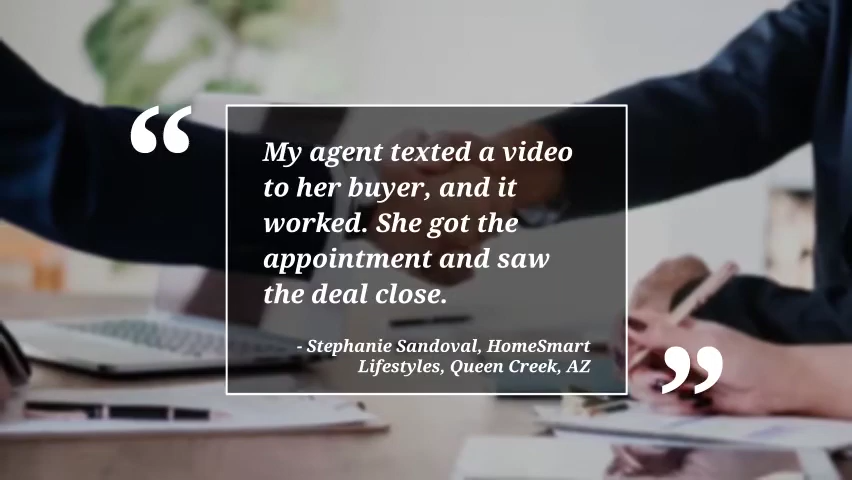 “
My agent texted a video
to her buyer, and it
worked. She got the
appointment and saw
the deal close.
- Stephanie Sandoval, HomeSmart
Lifestyles, Queen Creek, AZ
”